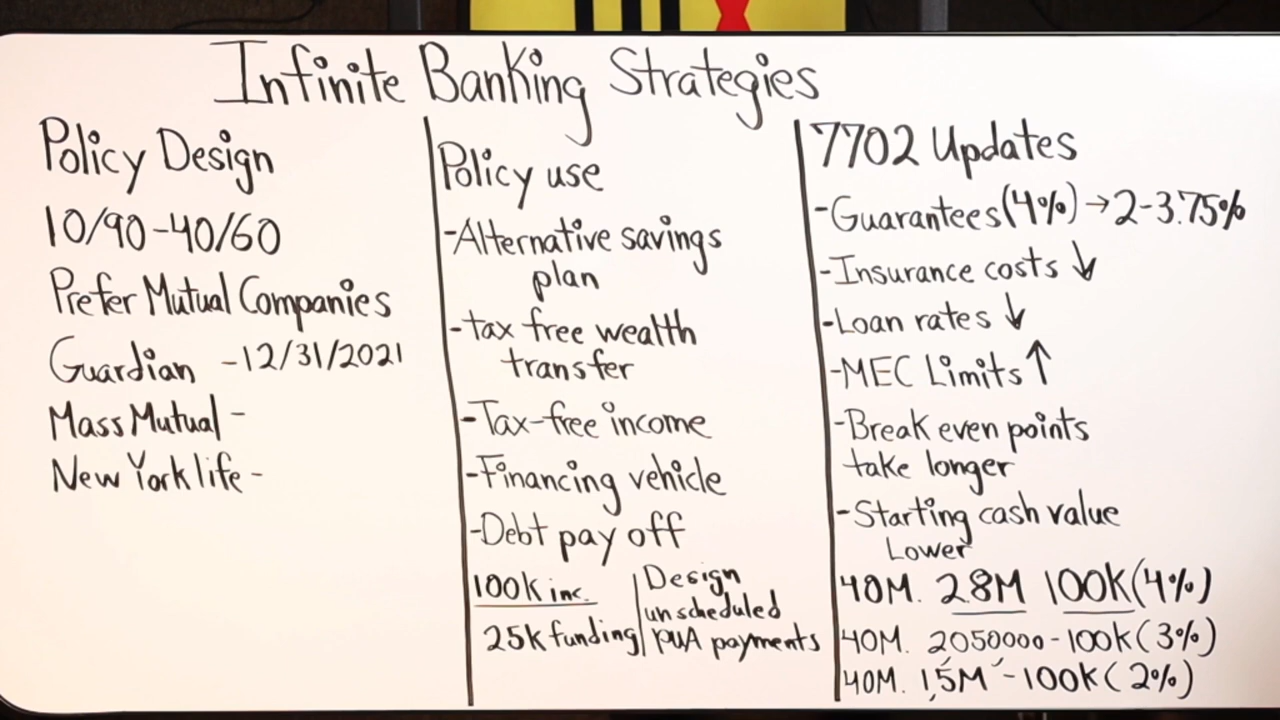 Infinite Banking Strategies
Policy Design
10/90-40/60
Prefer Mutual Companies
Guardian -12/31/2021
Mass Mutual -
New York life -
Policy use
-Alternative savings
plan
-tax free wealth
transfer
-Tax-free income
-Financing vehicle
-Debt pay off
100K inc.
25k funding
Design
unscheduled
PUA payments
7702 Updates
-Guarantees(4%)→2-3.75%
-Insurance costs ↓
-Loan rates ↓
-MEC Limits ↑
-Break even points
take longer
-Starting cash value
Lower
40M. 2.8M 100K(4%)
40M. 2050000-100k(3%)
40M. 1,5M-100K(2%)